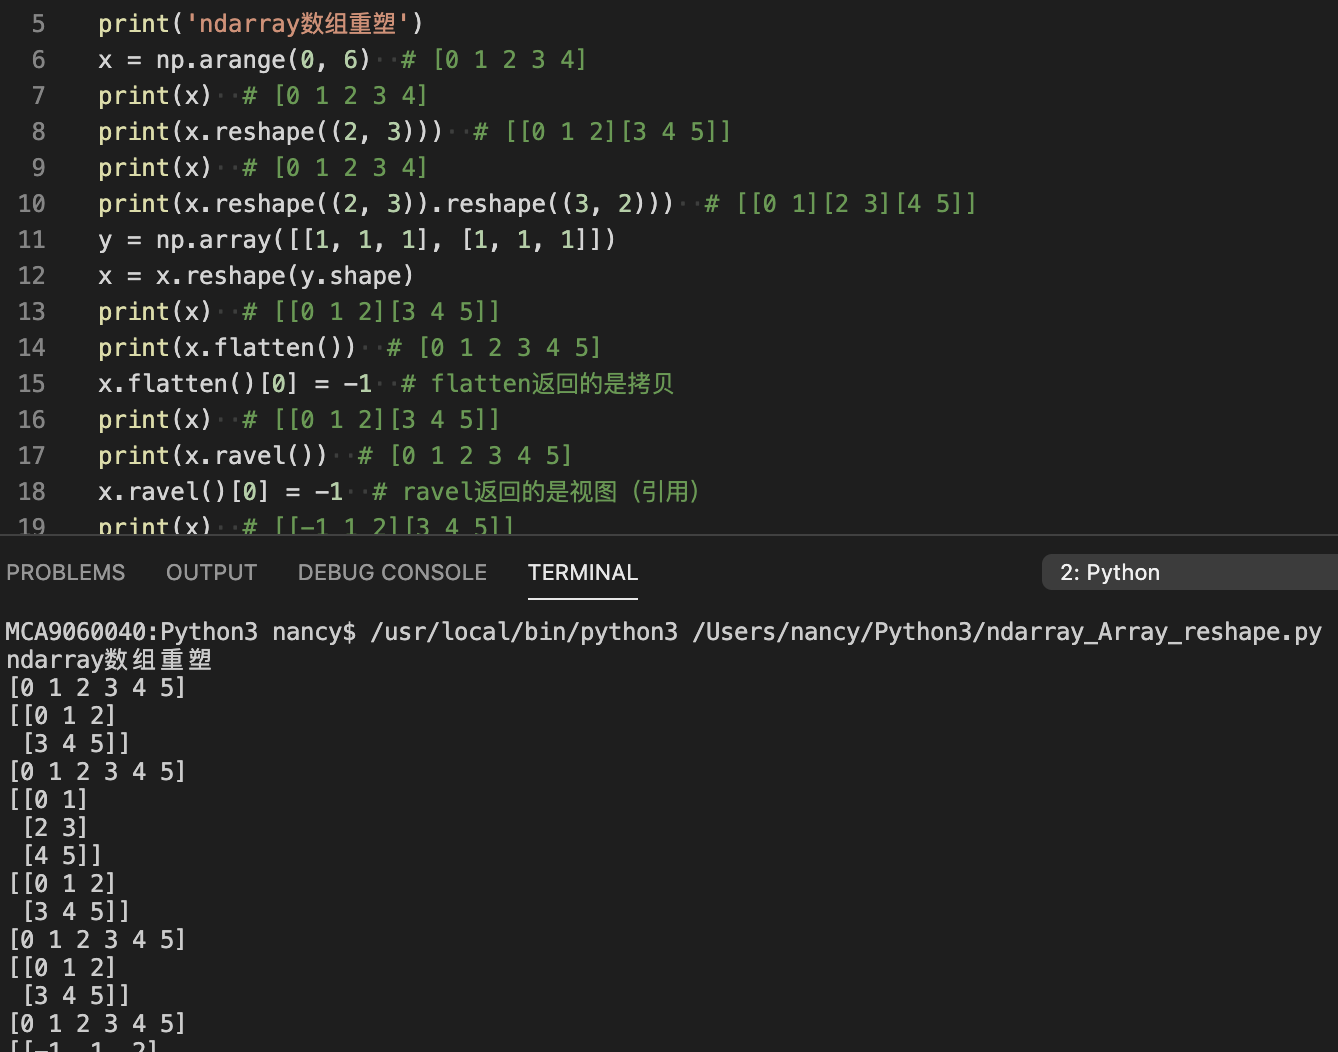 5 print('ndarray数组重塑')
6 x = np.arange(0, 6)  # [0 1 2 3 4]
7 print(x)  # [0 1 2 3 4]
8 print(x.reshape((2, 3)))  # [[0 1 2][3 4 5]]
9 print(x)  # [0 1 2 3 4]
10 print(x.reshape((2, 3)).reshape((3, 2)))  # [[0 1][2 3][4 5]]
11 y = np.array([[1, 1, 1], [1, 1, 1]])
12 x = x.reshape(y.shape)
13 print(x)  # [[0 1 2][3 4 5]]
14 print(x.flatten())  # [0 1 2 3 4 5]
15 x.flatten()[0] = -1  # flatten返回的是拷贝
16 print(x)  # [[0 1 2][3 4 5]]
17 print(x.ravel())  # [0 1 2 3 4 5]
18 x.ravel()[0] = -1  # ravel返回的是视图（引用）
19 print(x)  # [[-1 1 2][3 4 5]]
PROBLEMS OUTPUT DEBUG CONSOLE TERMINAL 2: Python
MCA9060040:Python3 nancy$ /usr/local/bin/python3 /Users/nancy/Python3/ndarray_Array_reshape.py
ndarray数组重塑
[0 1 2 3 4 5]
[[0 1 2]
 [3 4 5]]
[0 1 2 3 4 5]
[[0 1]
 [2 3]
 [4 5]]
[[0 1 2]
 [3 4 5]]
[0 1 2 3 4 5]
[[0 1 2]
 [3 4 5]]
[0 1 2 3 4 5]
[[-1  1  2]